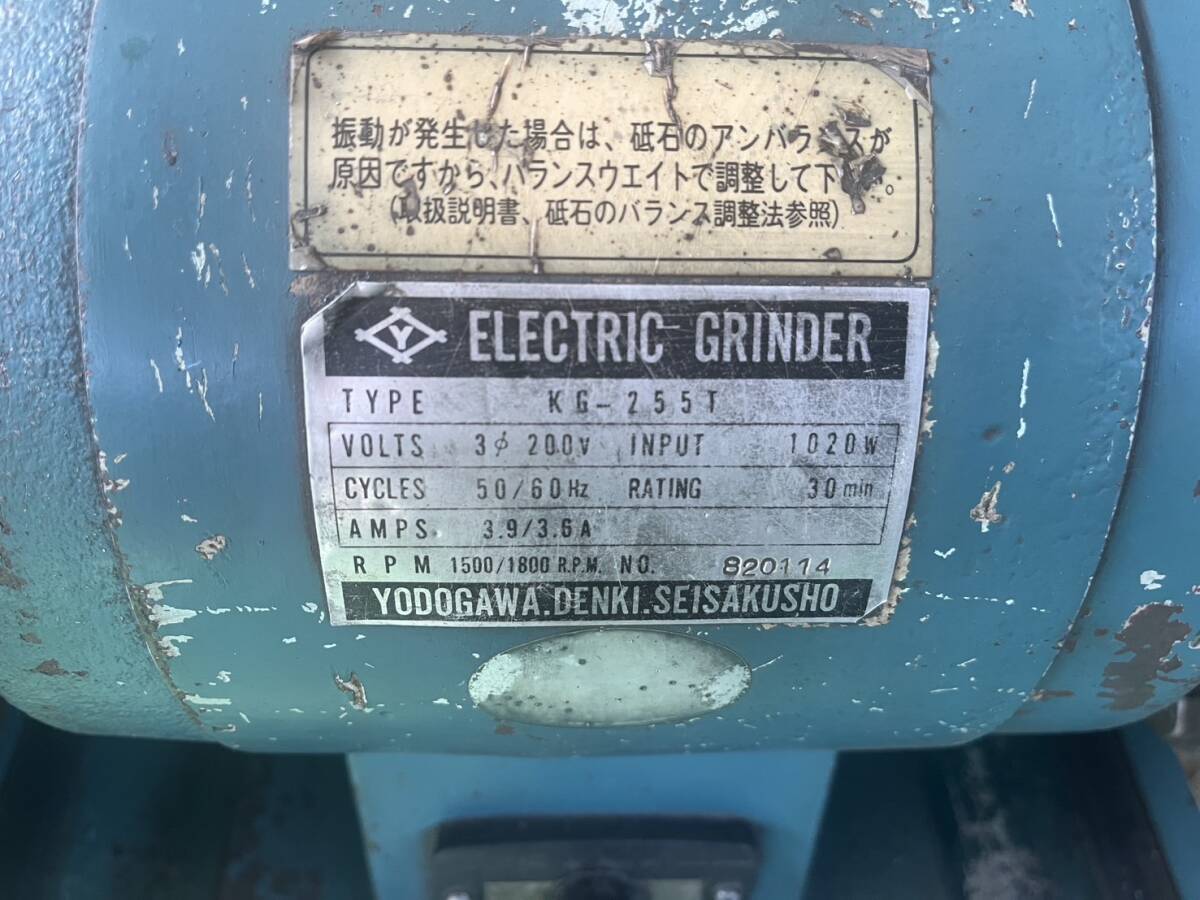 振動が発生した場合は、砥石のアンバランスが
原因ですから、バランスウエイトで調整して下さい。
(取扱説明書、砥石のバランス調整法参照)
Y ELECTRIC GRINDER
TYPE KG-255T
VOLTS 3φ 200V INPUT 1020W
CYCLES 50/60Hz RATING 30min
AMPS 3.9/3.6A
RPM 1500/1800 R.P.M. NO. 820114
YODOGAWA.DENKI.SEISAKUSHO